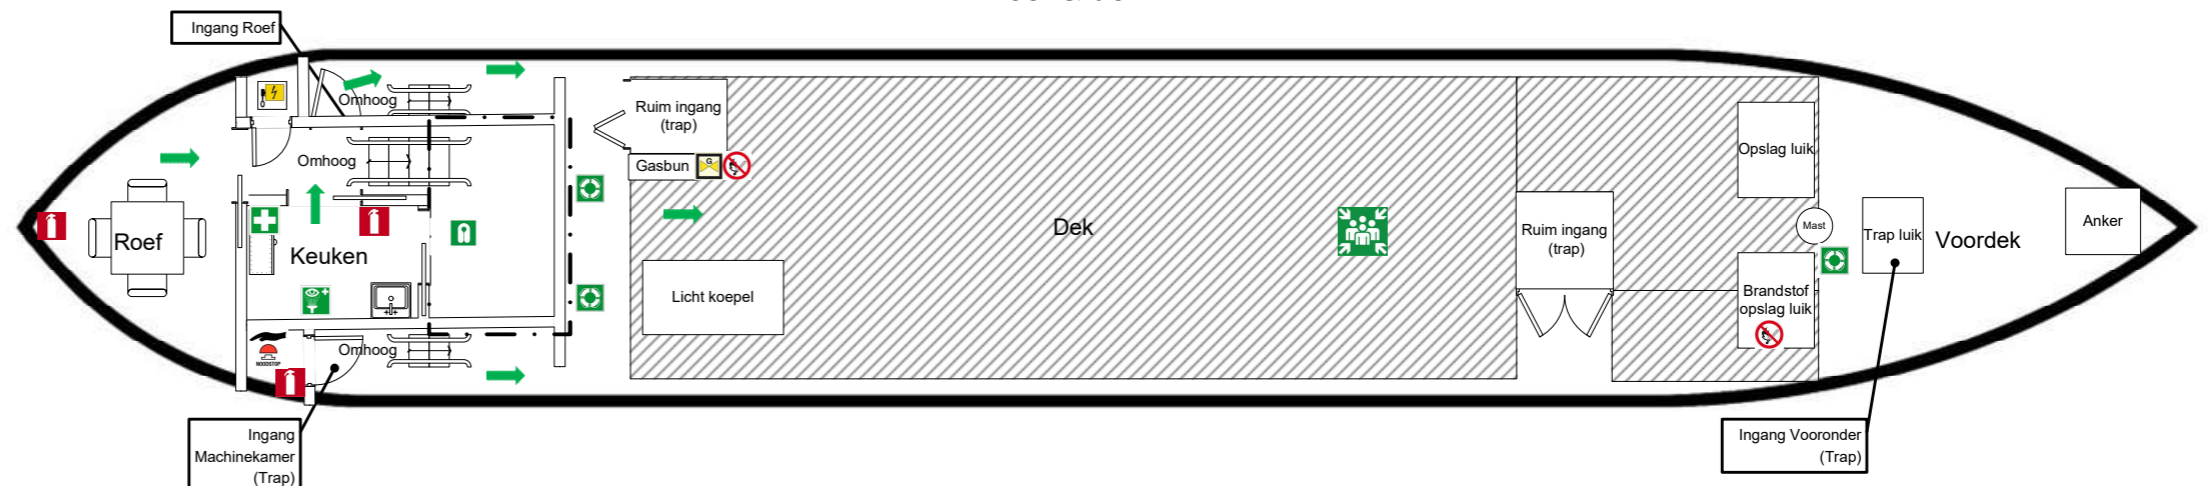 Ingang Roef
Omhoog
Ruim ingang
(trap)
Opslag luik
Omhoog
Gasbun
G
Roef
Keuken
Dek
Ruim ingang
(trap)
Mast
Trap luik
Voordek
Anker
Licht koepel
Brandstof
opslag luik
Omhoog
NOODSTOP
Ingang
Machinekamer
(Trap)
Ingang Vooronder
(Trap)